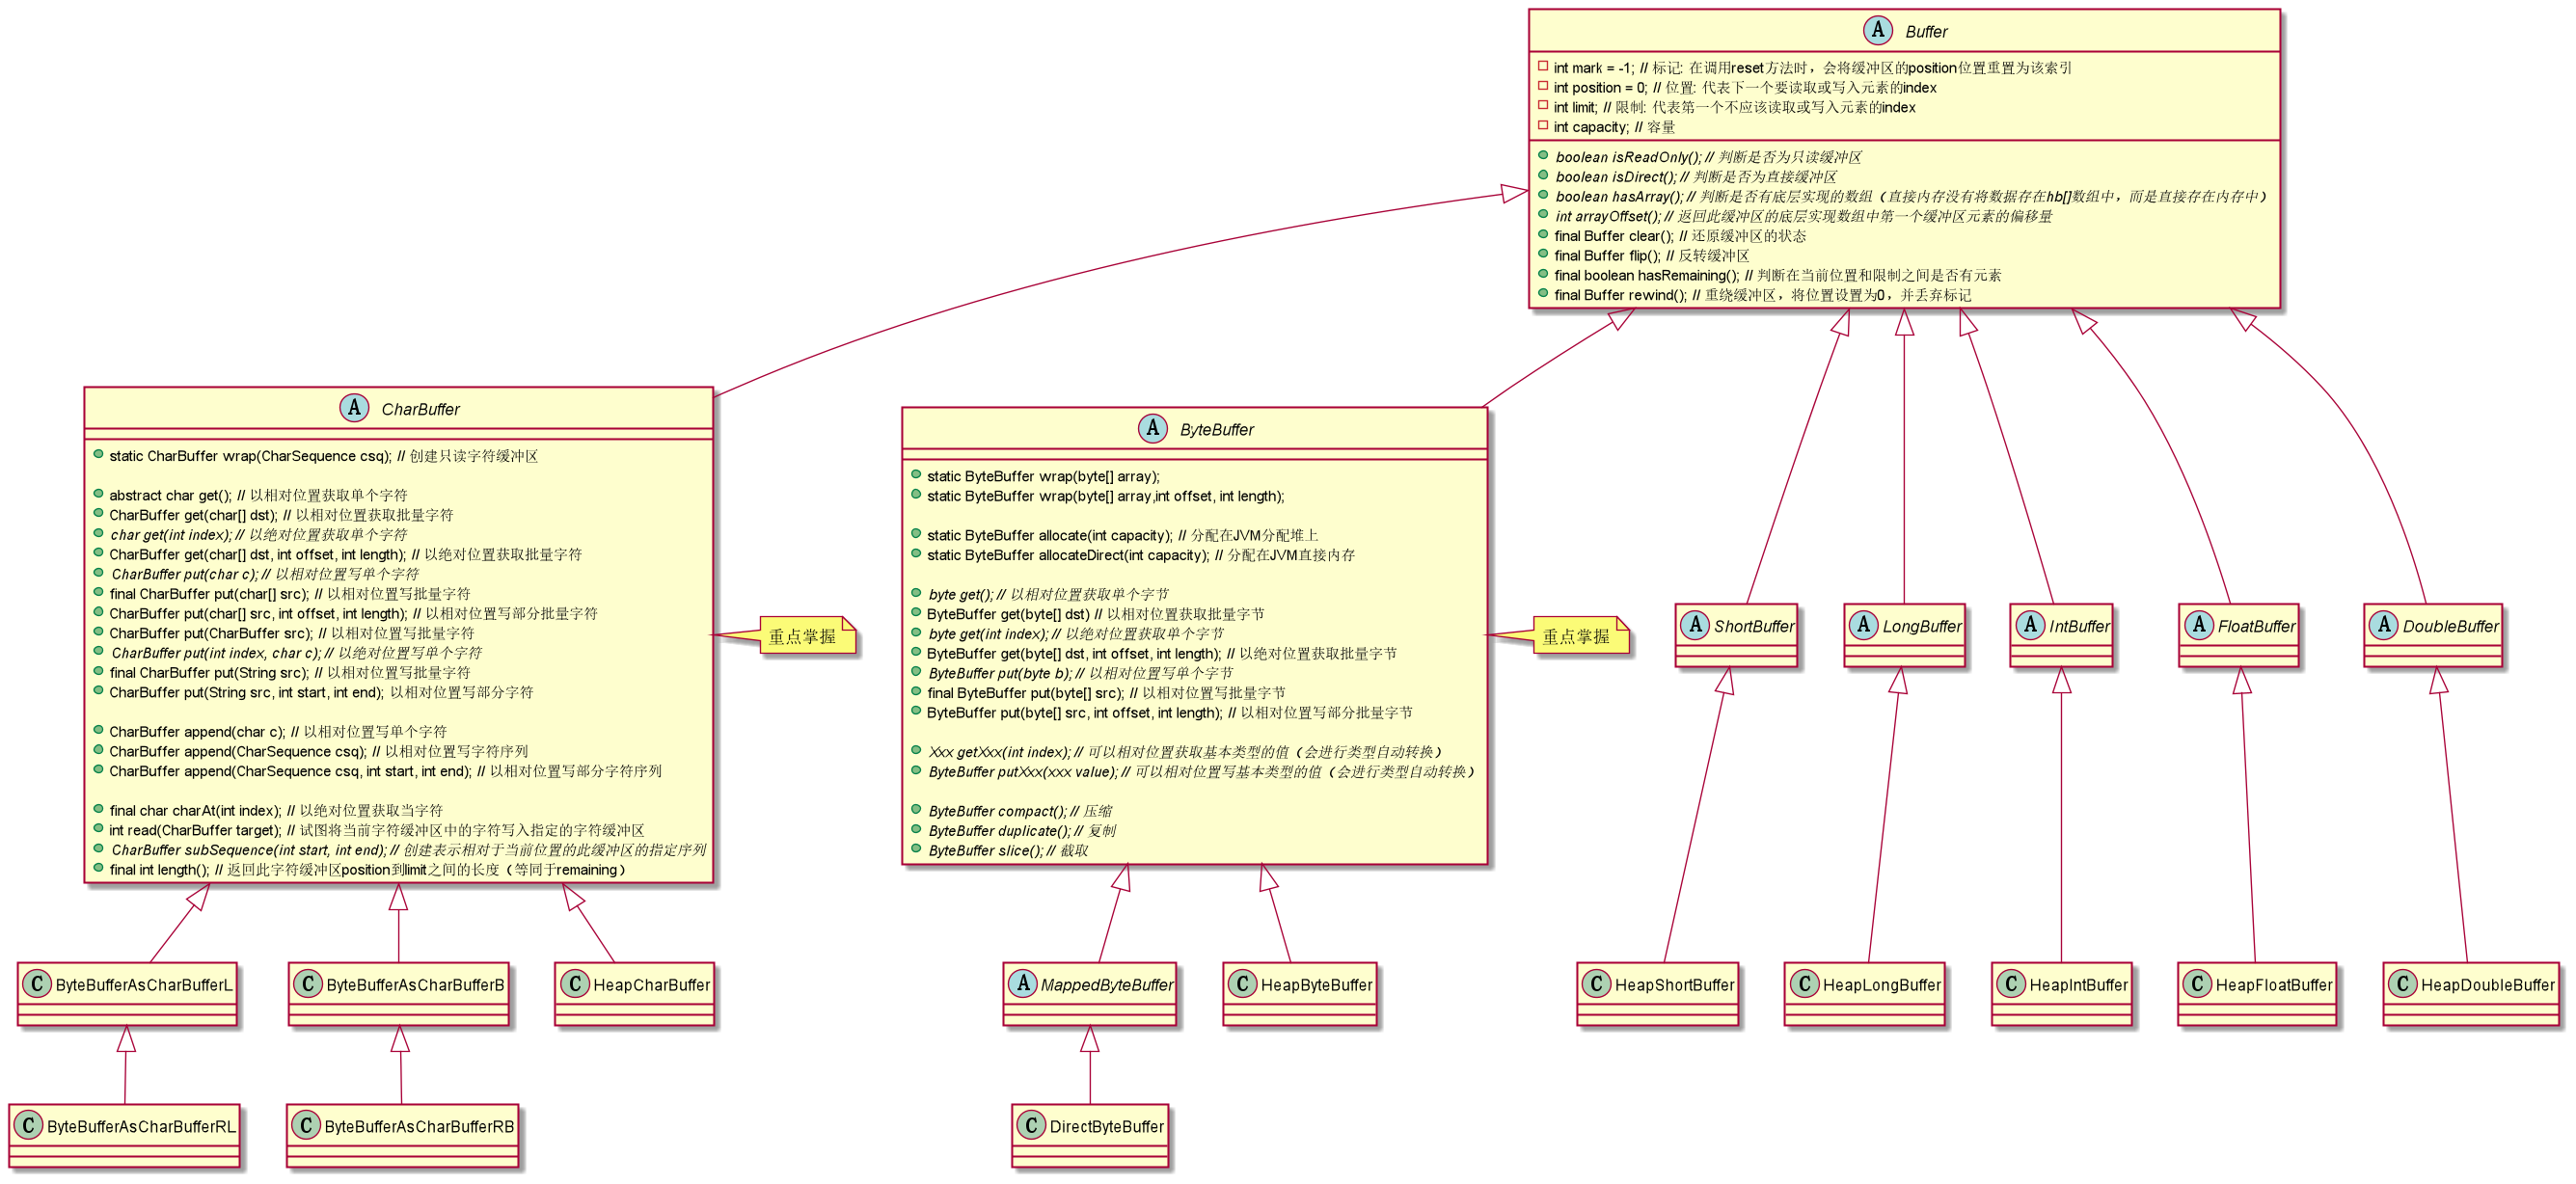 Buffer
int mark = -1; // 标记: 在调用reset方法时，会将缓冲区的position位置重置为该索引
int position = 0; // 位置: 代表下一个要读取或写入元素的index
int limit; // 限制: 代表第一个不应该读取或写入元素的index
int capacity; // 容量
boolean isReadOnly(); // 判断是否为只读缓冲区
boolean isDirect(); // 判断是否为直接缓冲区
boolean hasArray(); // 判断是否有底层实现的数组（直接内存没有将数据存在hb[]数组中，而是直接存在内存中）
int arrayOffset(); // 返回此缓冲区的底层实现数组中第一个缓冲区元素的偏移量
final Buffer clear(); // 还原缓冲区的状态
final Buffer flip(); // 反转缓冲区
final boolean hasRemaining(); // 判断在当前位置和限制之间是否有元素
final Buffer rewind(); // 重绕缓冲区，将位置设置为0，并丢弃标记
CharBuffer
static CharBuffer wrap(CharSequence csq); // 创建只读字符缓冲区
abstract char get(); // 以相对位置获取单个字符
CharBuffer get(char[] dst); // 以相对位置获取批量字符
char get(int index); // 以绝对位置获取单个字符
CharBuffer get(char[] dst, int offset, int length); // 以绝对位置获取批量字符
CharBuffer put(char c); // 以相对位置写单个字符
final CharBuffer put(char[] src); // 以相对位置写批量字符
CharBuffer put(char[] src, int offset, int length); // 以相对位置写部分批量字符
CharBuffer put(CharBuffer src); // 以相对位置写批量字符
CharBuffer put(int index, char c); // 以绝对位置写单个字符
final CharBuffer put(String src); // 以相对位置写批量字符
CharBuffer put(String src, int start, int end); 以相对位置写部分字符
CharBuffer append(char c); // 以相对位置写单个字符
CharBuffer append(CharSequence csq); // 以相对位置写字符序列
CharBuffer append(CharSequence csq, int start, int end); // 以相对位置写部分字符序列
final char charAt(int index); // 以绝对位置获取当字符
int read(CharBuffer target); // 试图将当前字符缓冲区中的字符写入指定的字符缓冲区
CharBuffer subSequence(int start, int end); // 创建表示相对于当前位置的此缓冲区的指定序列
final int length(); // 返回此字符缓冲区position到limit之间的长度（等同于remaining）
重点掌握
ByteBuffer
static ByteBuffer wrap(byte[] array);
static ByteBuffer wrap(byte[] array,int offset, int length);
static ByteBuffer allocate(int capacity); // 分配在JVM分配堆上
static ByteBuffer allocateDirect(int capacity); // 分配在JVM直接内存
byte get(); // 以相对位置获取单个字节
ByteBuffer get(byte[] dst) // 以相对位置获取批量字节
byte get(int index); // 以绝对位置获取单个字节
ByteBuffer get(byte[] dst, int offset, int length); // 以绝对位置获取批量字节
ByteBuffer put(byte b); // 以相对位置写单个字节
final ByteBuffer put(byte[] src); // 以相对位置写批量字节
ByteBuffer put(byte[] src, int offset, int length); // 以相对位置写部分批量字节
Xxx getXxx(int index); // 可以相对位置获取基本类型的值（会进行类型自动转换）
ByteBuffer putXxx(xxx value); // 可以相对位置写基本类型的值（会进行类型自动转换）
ByteBuffer compact(); // 压缩
ByteBuffer duplicate(); // 复制
ByteBuffer slice(); // 截取
重点掌握
ShortBuffer
LongBuffer
IntBuffer
FloatBuffer
DoubleBuffer
ByteBufferAsCharBufferL
ByteBufferAsCharBufferB
HeapCharBuffer
MappedByteBuffer
HeapByteBuffer
HeapShortBuffer
HeapLongBuffer
HeapIntBuffer
HeapFloatBuffer
HeapDoubleBuffer
ByteBufferAsCharBufferRL
ByteBufferAsCharBufferRB
DirectByteBuffer